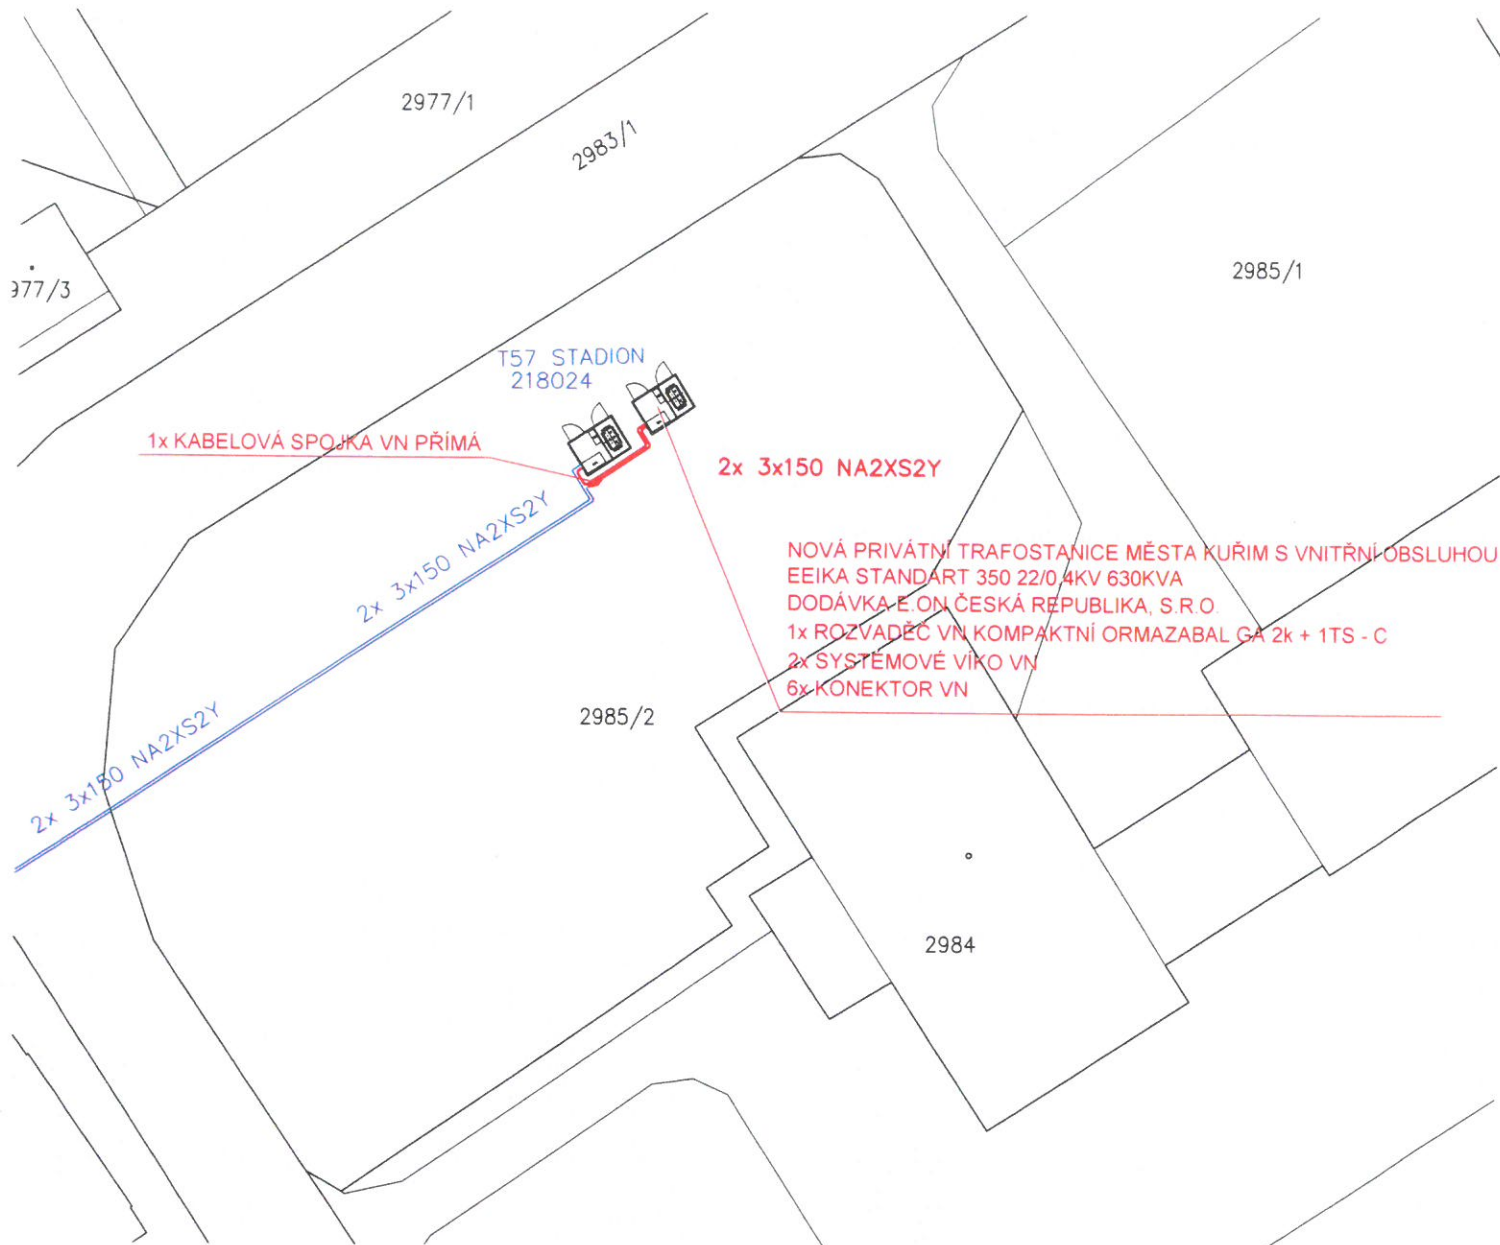 2977/1
2983/1
977/3
2985/1
T57 STADION
218024
1x KABELOVÁ SPOJKA VN PŘÍMÁ
2x 3x150 NA2XS2Y
2x 3x150 NA2XS2Y
NOVÁ PRIVÁTNÍ TRAFOSTANICE MĚSTA KUŘIM S VNITŘNÍ OBSLUHOU
EEIKA STANDART 350 22/0,4KV 630KVA
DODÁVKA E.ON ČESKÁ REPUBLIKA, S.R.O.
1x ROZVADĚČ VN KOMPAKTNÍ ORMAZABAL GA 2k + 1TS - C
2x SYSTÉMOVÉ VÍKO VN
6x KONEKTOR VN
2985/2
2x 3x150 NA2XS2Y
2984